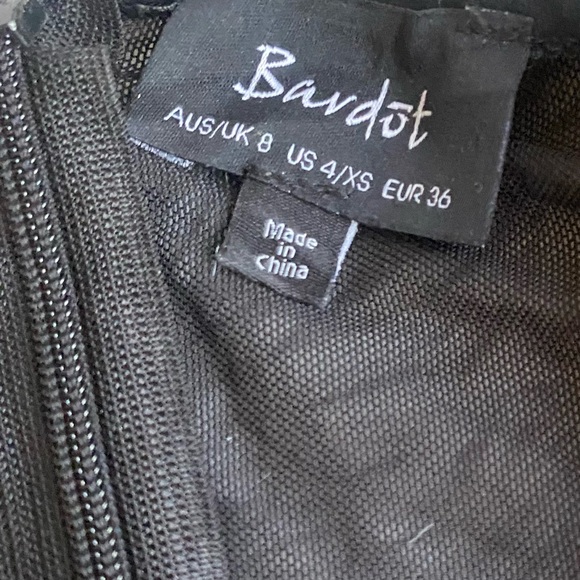 Bardōt
AUS/UK 8 US 4/XS EUR 36
Made
in
China